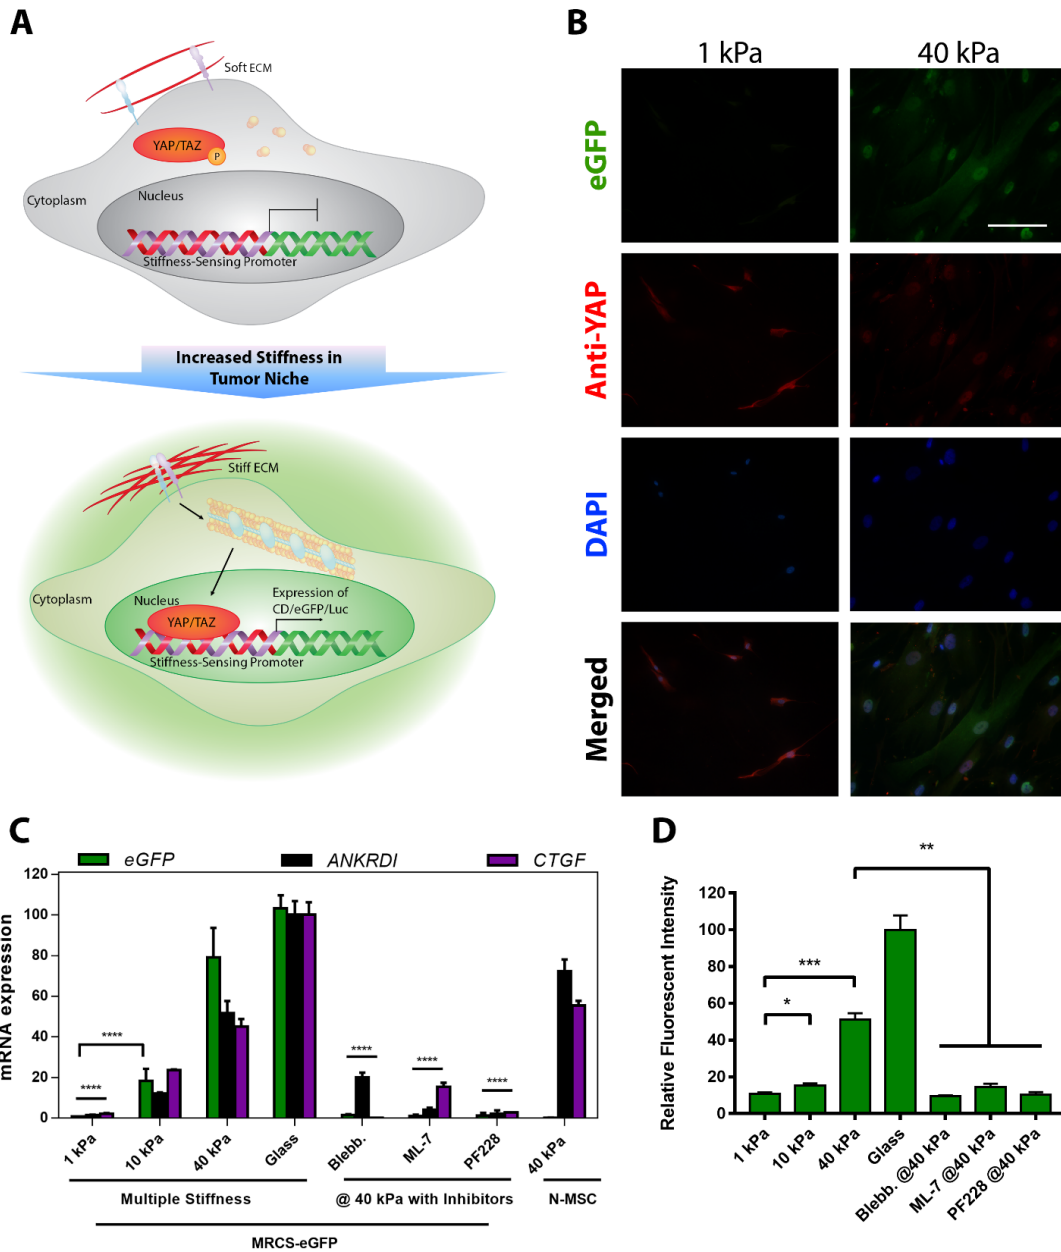 A
Soft ECM
YAP/TAZ
P
Cytoplasm
Nucleus
Stiffness-Sensing Promoter
Increased Stiffness in
Tumor Niche
Stiff ECM
Cytoplasm
Nucleus
Expression of
CD/eGFP/Luc
YAP/TAZ
Stiffness-Sensing Promoter
B
1 kPa
40 kPa
eGFP
Anti-YAP
DAPI
Merged
C
eGFP
ANKRDI
CTGF
mRNA expression
120
100
80
60
40
20
0
****
****
****
****
****
1 kPa
10 kPa
40 kPa
Glass
Blebb.
ML-7
PF228
40 kPa
Multiple Stiffness
@ 40 kPa with Inhibitors
N-MSC
MRCS-eGFP
D
Relative Fluorescent Intensity
120
100
80
60
40
20
0
*
***
**
1 kPa
10 kPa
40 kPa
Glass
Blebb. @40 kPa
ML-7 @40 kPa
PF228 @40 kPa